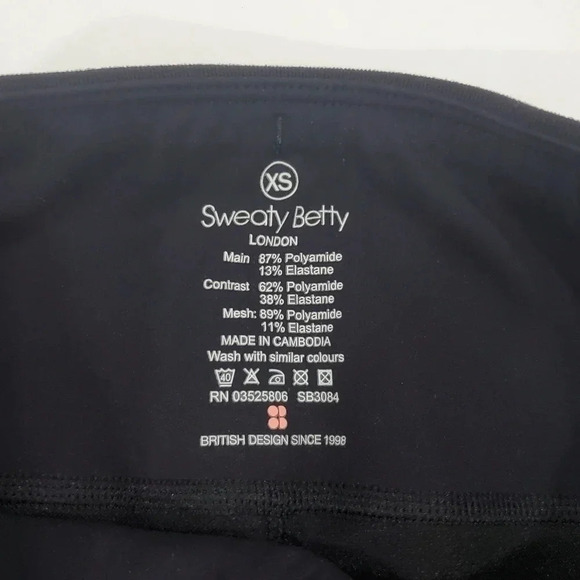 XS
Sweaty Betty
LONDON
Main 87% Polyamide
13% Elastane
Contrast 62% Polyamide
38% Elastane
Mesh: 89% Polyamide
11% Elastane
MADE IN CAMBODIA
Wash with similar colours
40
RN 03525806 SB3084
BRITISH DESIGN SINCE 1998